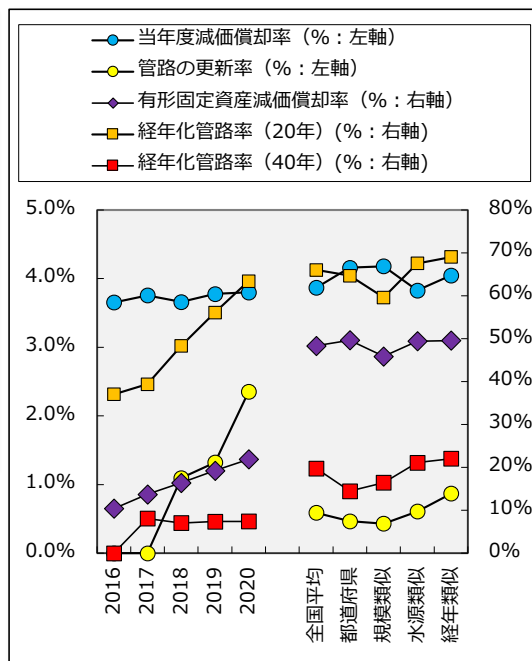 当年度減価償却率（%：左軸）
管路の更新率（%：左軸）
有形固定資産減価償却率（%：右軸）
経年化管路率（20年）(%：右軸)
経年化管路率（40年）(%：右軸)
5.0%
4.0%
3.0%
2.0%
1.0%
0.0%
80%
70%
60%
50%
40%
30%
20%
10%
0%
2016
2017
2018
2019
2020
全国平均
都道府県
規模類似
水源類似
経年類似